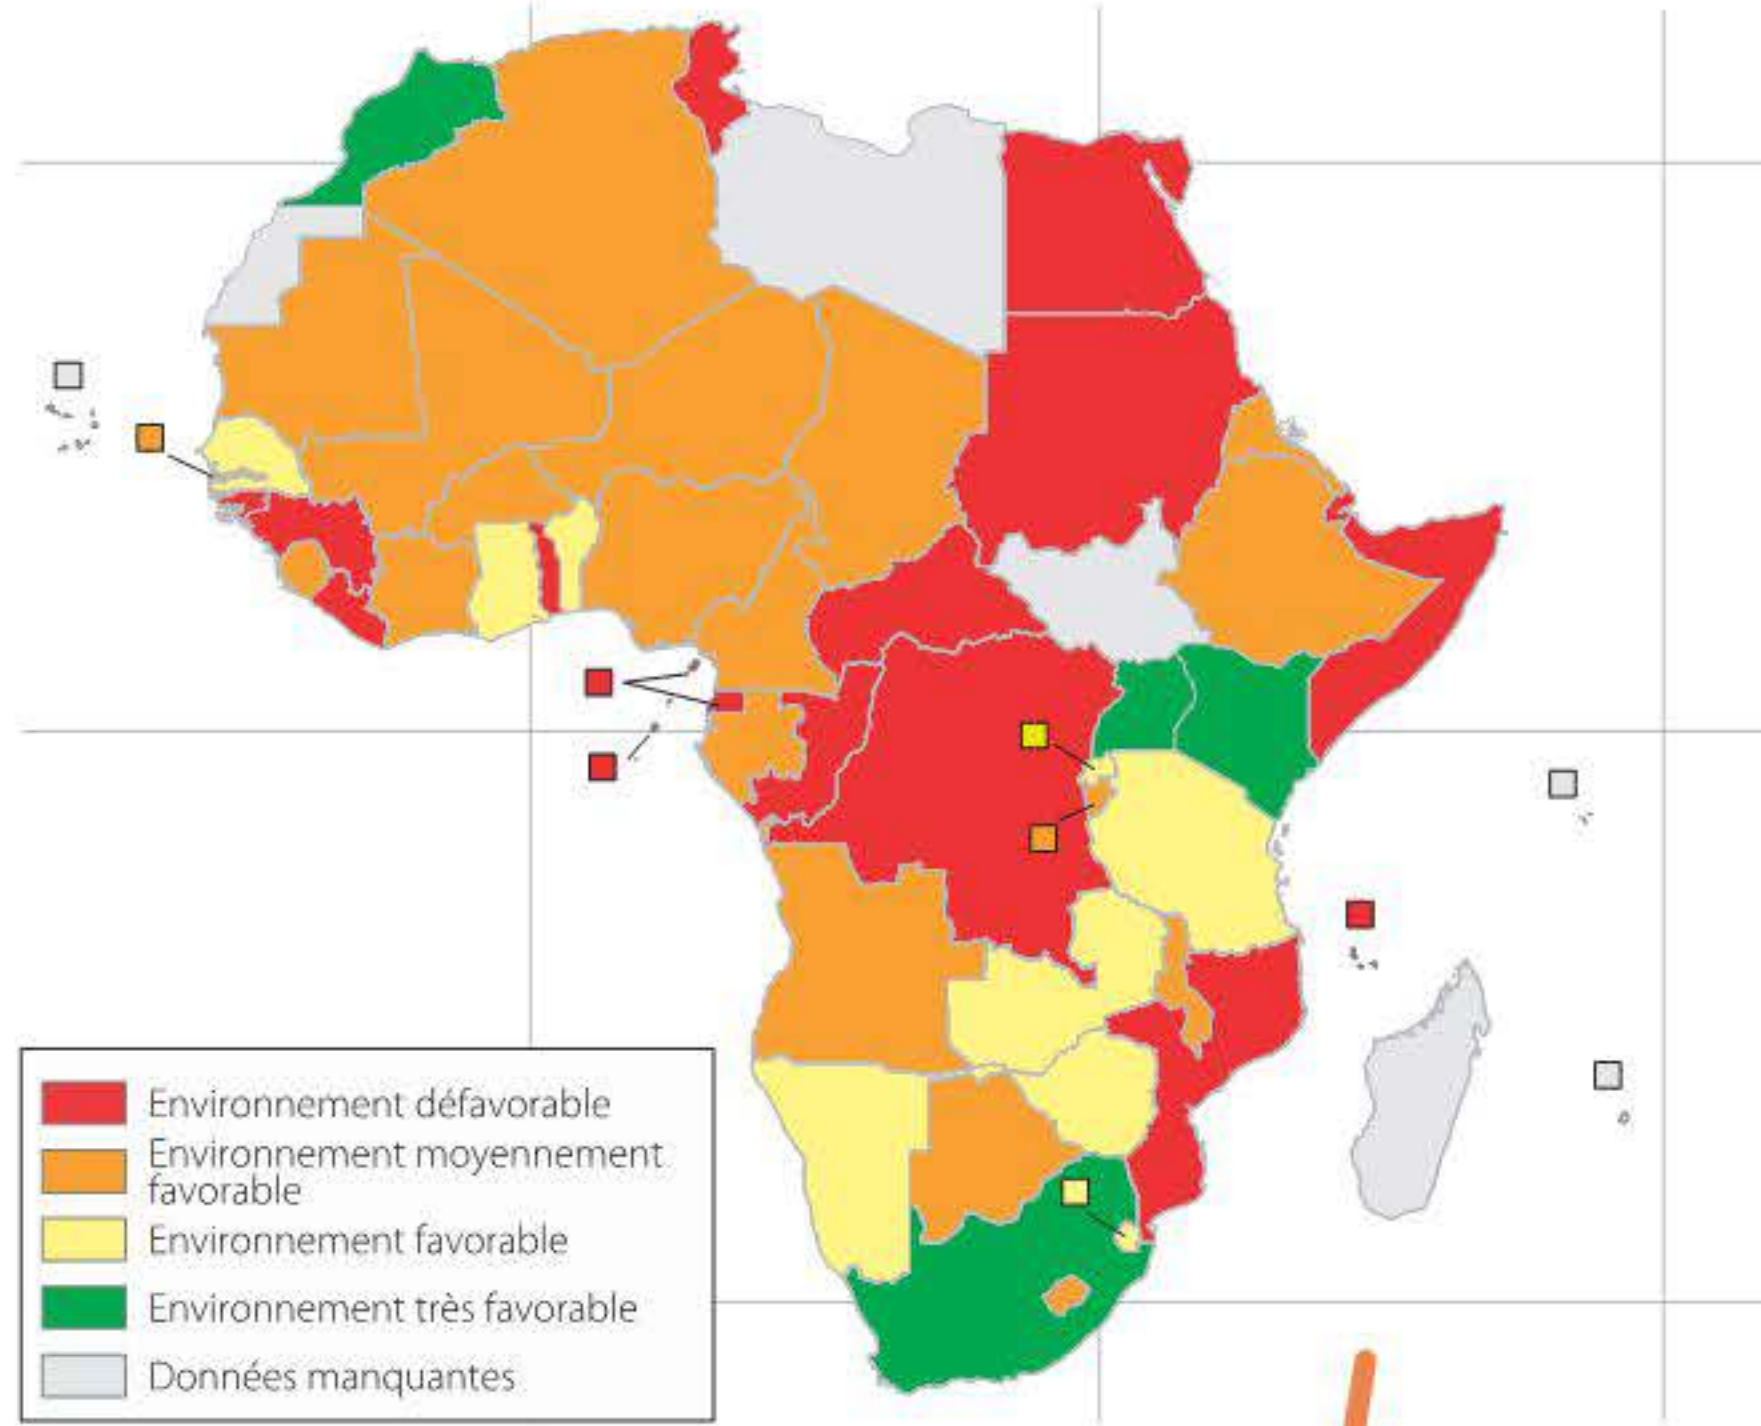 Environnement défavorable
Environnement moyennement
favorable
Environnement favorable
Environnement très favorable
Données manquantes